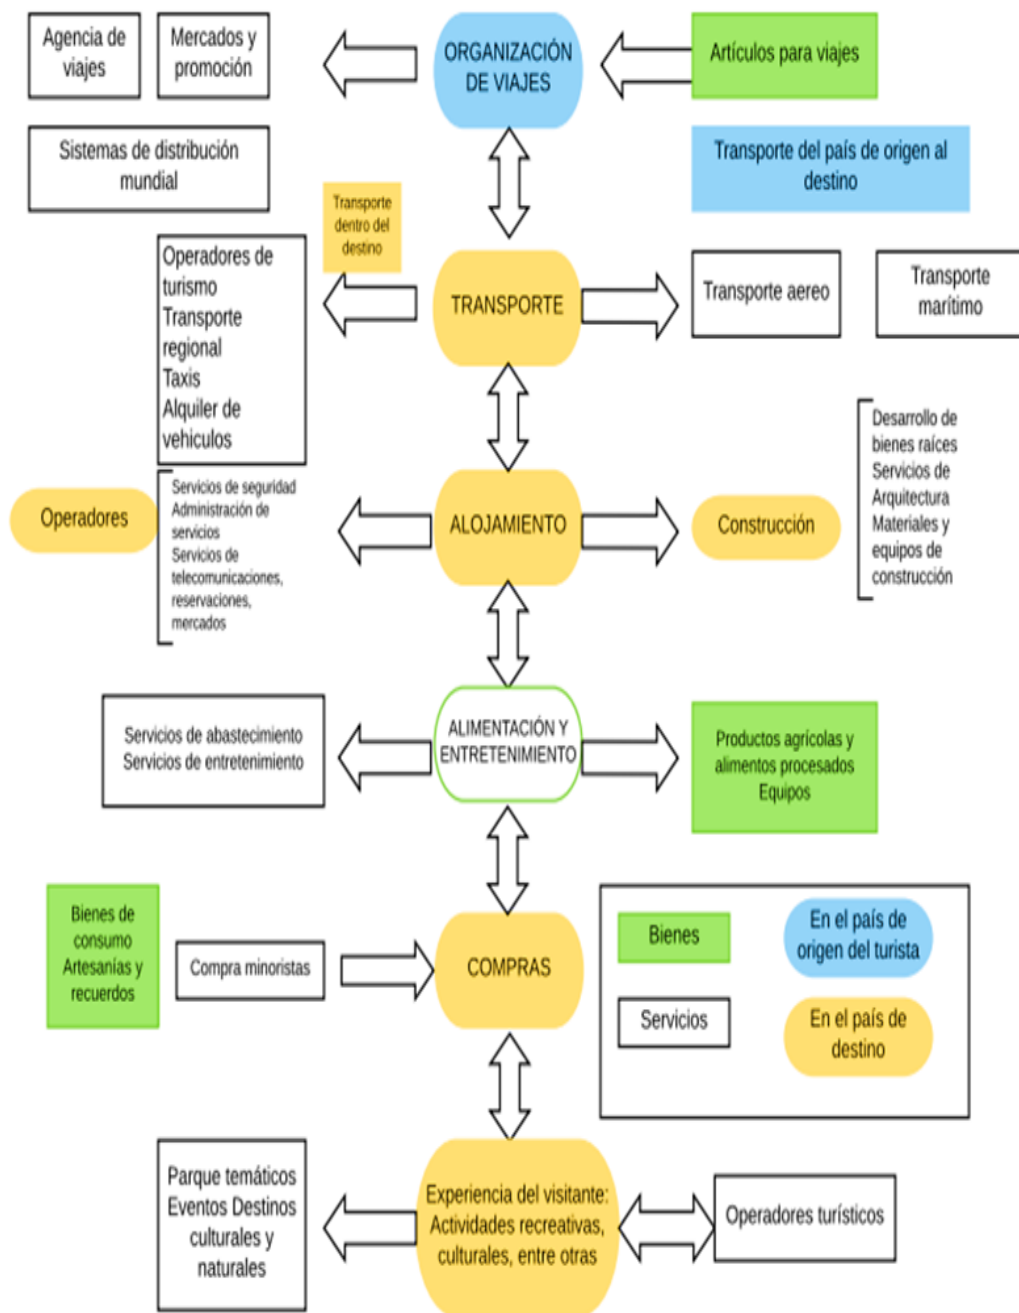 Agencia de
viajes
Mercados y
promoción
ORGANIZACIÓN
DE VIAJES
Artículos para viajes
Sistemas de distribución
mundial
Transporte del país de origen al
destino
Transporte
dentro del
destino
Operadores de
turismo
Transporte
regional
Taxis
Alquiler de
vehiculos
TRANSPORTE
Transporte aereo
Transporte
marítimo
Operadores
Servicios de seguridad
Administración de
servicios
Servicios de
telecomunicaciones,
reservaciones,
mercados
ALOJAMIENTO
Construcción
Desarrollo de
bienes raíces
Servicios de
Arquitectura
Materiales y
equipos de
construcción
Servicios de abastecimiento
Servicios de entretenimiento
ALIMENTACIÓN Y
ENTRETENIMIENTO
Productos agrícolas y
alimentos procesados
Equipos
Bienes de
consumo
Artesanías y
recuerdos
Compra minoristas
COMPRAS
Bienes
En el país de
origen del turista
Servicios
En el país de
destino
Parque temáticos
Eventos Destinos
culturales y
naturales
Experiencia del visitante:
Actividades recreativas,
culturales, entre otras
Operadores turísticos